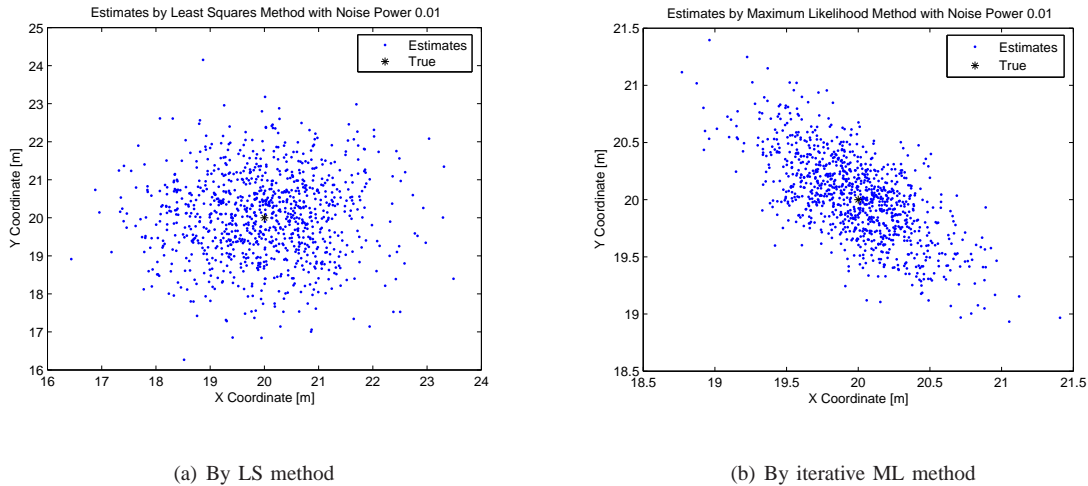 Estimates by Least Squares Method with Noise Power 0.01
25
24
23
22
21
20
19
18
17
16
Y Coordinate [m]
Estimates
True
16 17 18 19 20 21 22 23 24
X Coordinate [m]
(a) By LS method
Estimates by Maximum Likelihood Method with Noise Power 0.01
21.5
21
20.5
20
19.5
19
18.5
Y Coordinate [m]
Estimates
True
18.5 19 19.5 20 20.5 21 21.5
X Coordinate [m]
(b) By iterative ML method